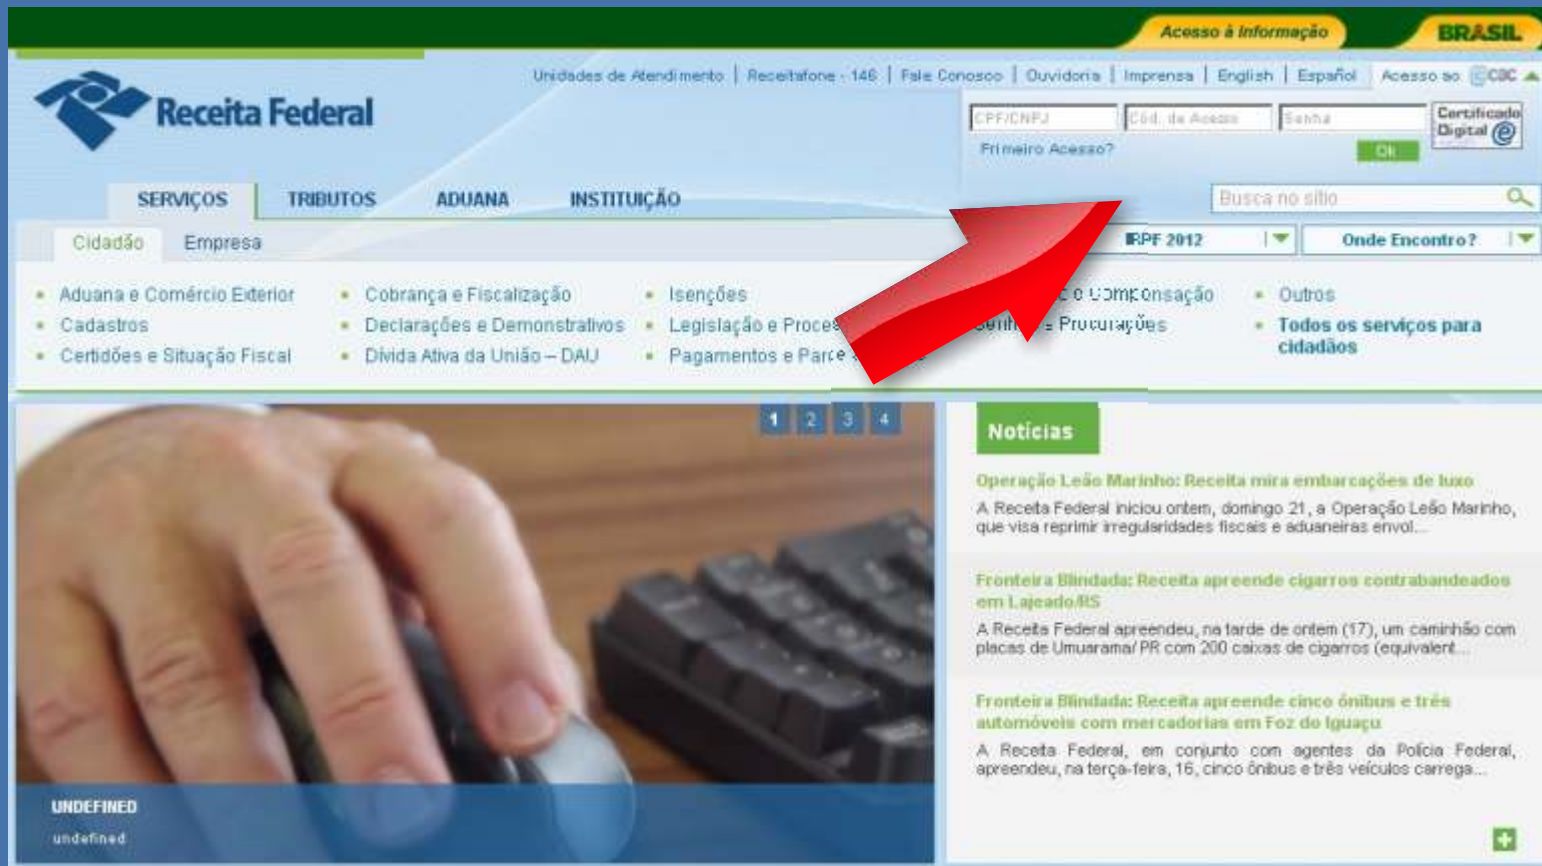 Acesso à Informação
BRASIL
Unidades de Atendimento | Receitafone - 146 | Fale Conosco | Ouvidoria | Imprensa | English | Español
Acesso ao eCAC
Receita Federal
CPF/CNPJ
Cód. de Acesso
Senha
Certificado
Digital
Primeiro Acesso?
Ok
SERVIÇOS
TRIBUTOS
ADUANA
INSTITUIÇÃO
Busca no sítio
Cidadão
Empresa
IRPF 2012
Onde Encontro?
Aduana e Comércio Exterior
Cobrança e Fiscalização
Isenções
Compensação
Outros
Cadastros
Declarações e Demonstrativos
Legislação e
Procurações
Todos os serviços para
cidadãos
Certidões e Situação Fiscal
Dívida Ativa da União – DAU
Pagamentos e
1 2 3 4
Notícias
Operação Leão Marinho: Receita mira embarcações de luxo
A Receita Federal iniciou ontem, domingo 21, a Operação Leão Marinho,
que visa reprimir irregularidades fiscais e aduaneiras envol...
Fronteira Blindada: Receita apreende cigarros contrabandeados
em Lajeado/RS
A Receita Federal apreendeu, na tarde de ontem (17), um caminhão com
placas de Umuarama/ PR com 200 caixas de cigarros (equivalent...
Fronteira Blindada: Receita apreende cinco ônibus e três
automóveis com mercadorias em Foz do Iguaçu
A Receita Federal, em conjunto com agentes da Polícia Federal,
apreendeu, na terça-feira, 16, cinco ônibus e três veículos carrega...
UNDEFINED
undefined